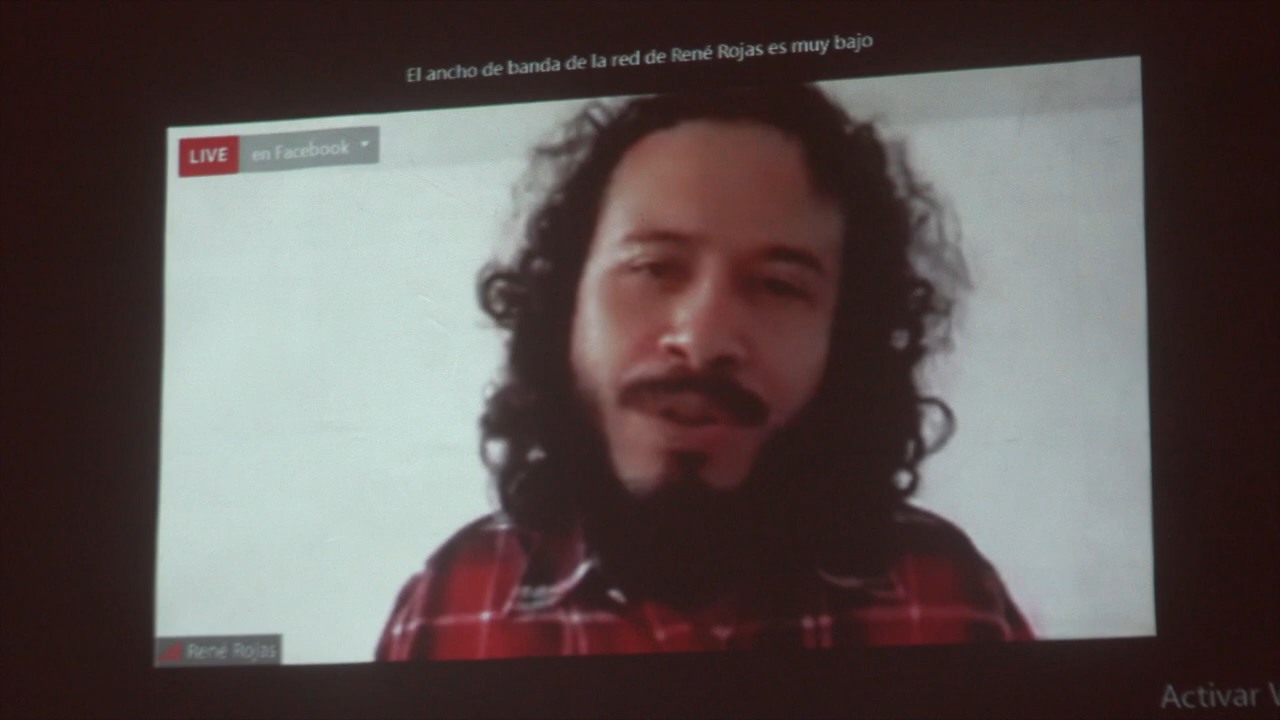 El ancho de banda de la red de René Rojas es muy bajo
LIVE en Facebook
René Rojas
Activar